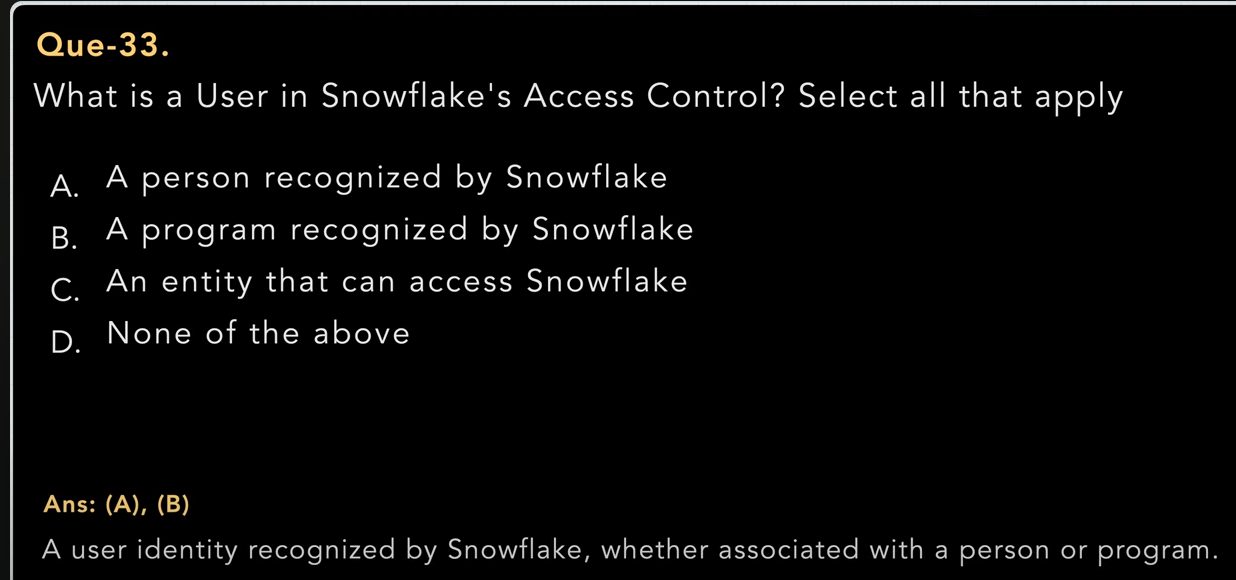 Que-33.
What is a User in Snowflake's Access Control? Select all that apply
A. A person recognized by Snowflake
B. A program recognized by Snowflake
C. An entity that can access Snowflake
D. None of the above
Ans: (A), (B)
A user identity recognized by Snowflake, whether associated with a person or program.